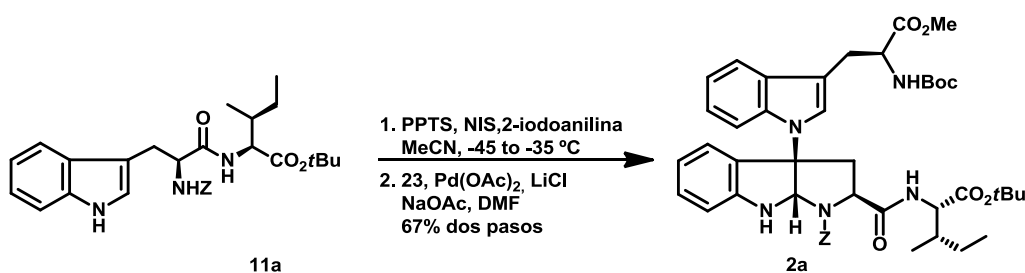 CO₂Me
NHBoc
O
N
H
CO₂tBu
NHZ
N
H
11a
1. PPTS, NIS,2-iodoanilina
MeCN, -45 to -35 ºC
2. 23, Pd(OAc)₂, LiCl
NaOAc, DMF
67% dos pasos
N
N
H
H
N
Z
O
H
N
CO₂tBu
2a